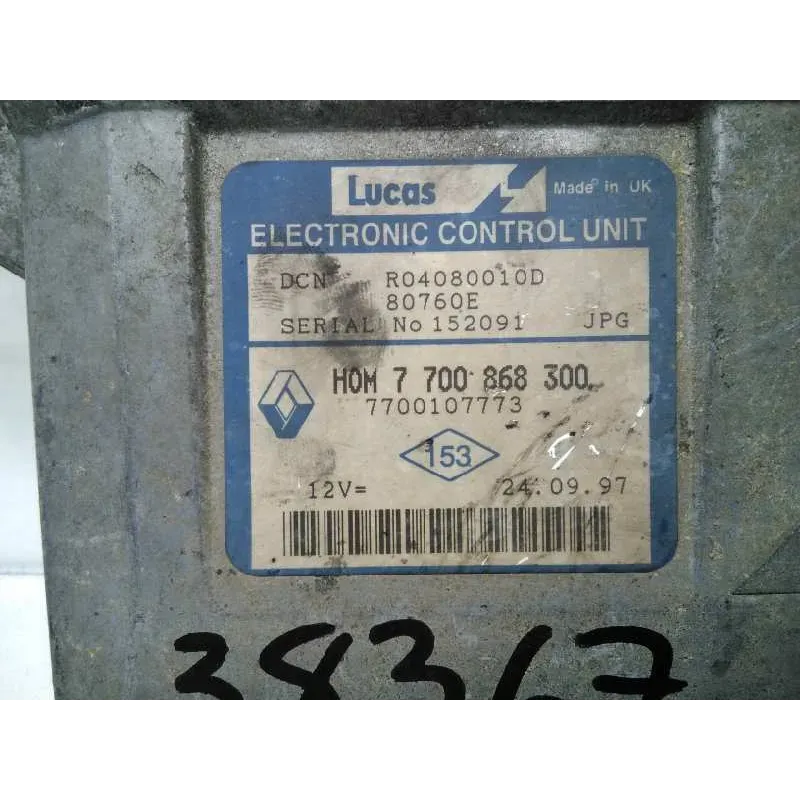 Lucas
Made in UK
ELECTRONIC CONTROL UNIT
DCN R04080010D
80760E
SERIAL No 152091 JPG
HOM 7 700 868 300
7700107773
153
12V= 24.09.97
38367